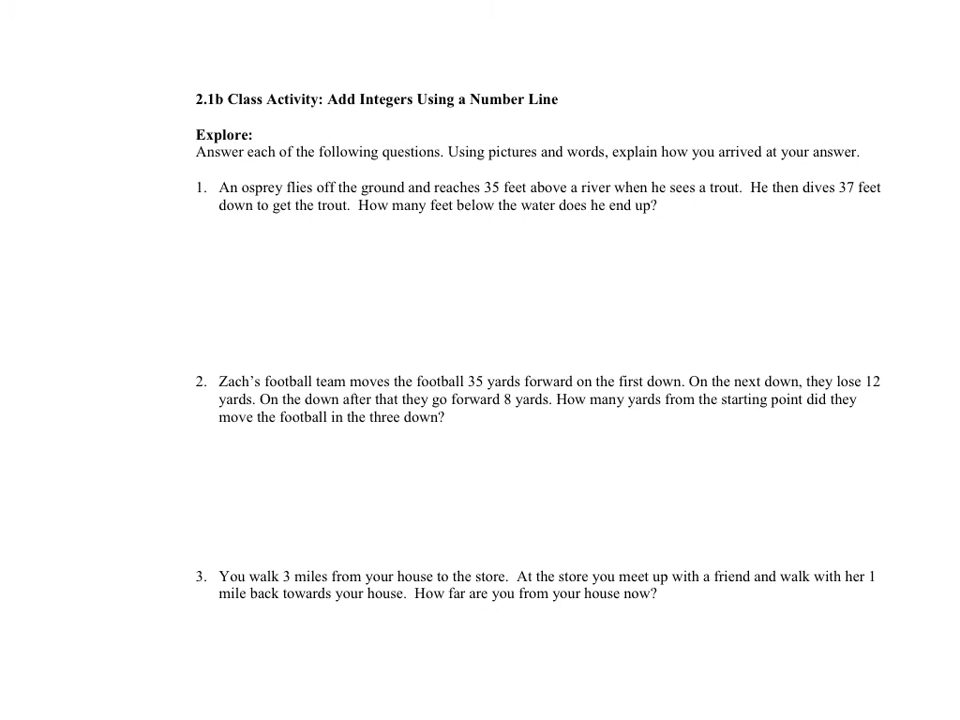 2.1b Class Activity: Add Integers Using a Number Line
Explore:
Answer each of the following questions. Using pictures and words, explain how you arrived at your answer.
1. An osprey flies off the ground and reaches 35 feet above a river when he sees a trout. He then dives 37 feet
down to get the trout. How many feet below the water does he end up?
2. Zach’s football team moves the football 35 yards forward on the first down. On the next down, they lose 12
yards. On the down after that they go forward 8 yards. How many yards from the starting point did they
move the football in the three down?
3. You walk 3 miles from your house to the store. At the store you meet up with a friend and walk with her 1
mile back towards your house. How far are you from your house now?